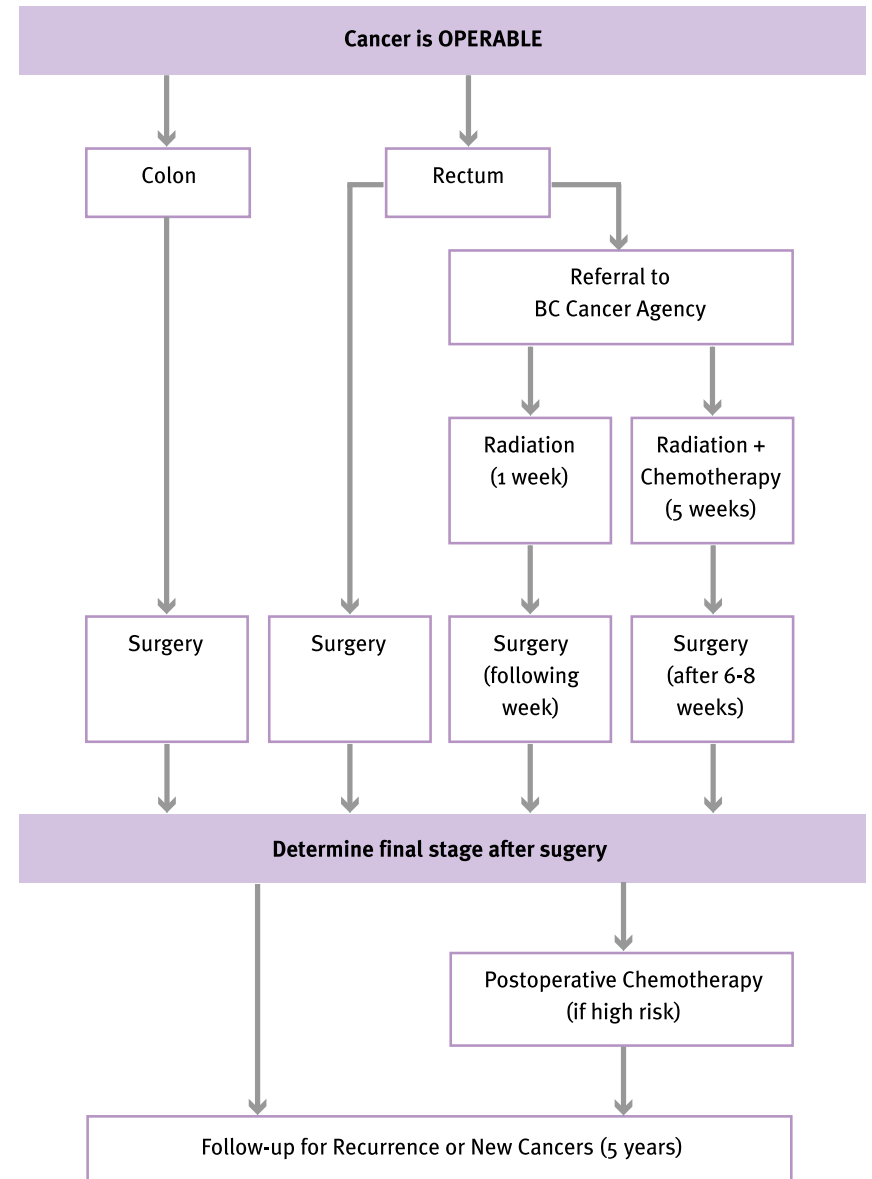 Cancer is OPERABLE
Colon
Rectum
Referral to
BC Cancer Agency
Radiation
(1 week)
Radiation +
Chemotherapy
(5 weeks)
Surgery
Surgery
Surgery
(following
week)
Surgery
(after 6-8
weeks)
Determine final stage after sugery
Postoperative Chemotherapy
(if high risk)
Follow-up for Recurrence or New Cancers (5 years)